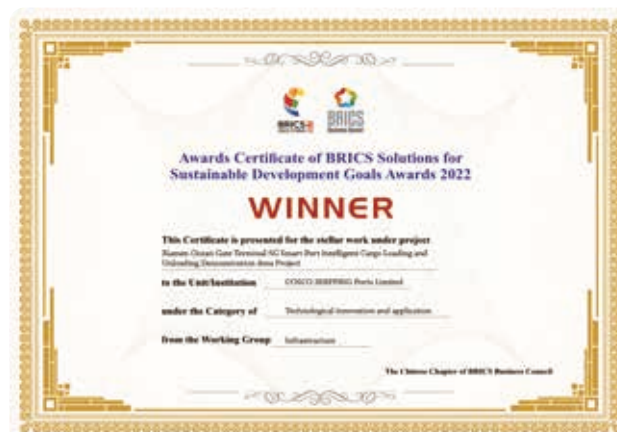 BRICS
BRICS
Awards Certificate of BRICS Solutions for
Sustainable Development Goals Awards 2022
WINNER
This Certificate is presented for the stellar work under project
Xiamen Ocean Gate Terminal 5G Smart Port Intelligent Cargo Loading and
Unloading Demonstration Area Project
to the Unit/Institution COSCO SHIPPING Ports Limited
under the Category of Technological innovation and application
from the Working Group Infrastructure
The Chinese Chapter of BRICS Business Council